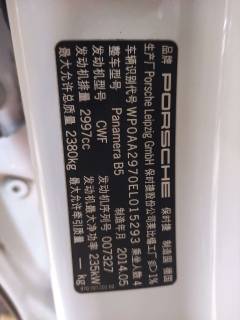 品牌 PORSCHE 保时捷 制造国 德国
生产厂 Porsche Leipzig GmbH 保时捷股份公司莱比锡工厂
车辆识别代号 WP0AA2970EL015293 乘坐人数 4
整车型号 Panamera B5 制造年月 2014.05
发动机型号 CWF 发动机序列号 007327
发动机排量 2997cc 发动机最大净功率 235kW
最大允许总质量 2380kg 最大允许牵引质量 — kg